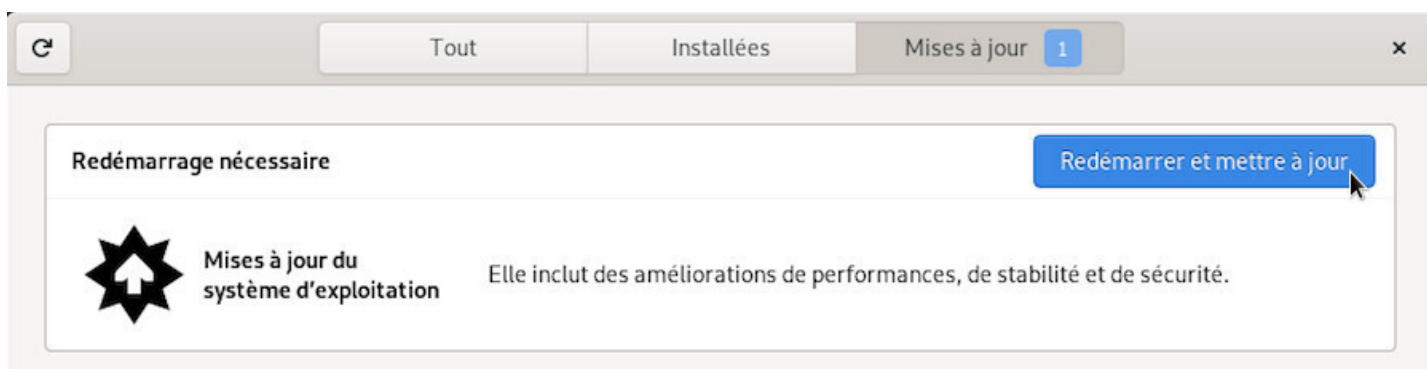 Tout
Installées
Mises à jour 1
Redémarrage nécessaire
Redémarrer et mettre à jour
Mises à jour du
système d’exploitation
Elle inclut des améliorations de performances, de stabilité et de sécurité.